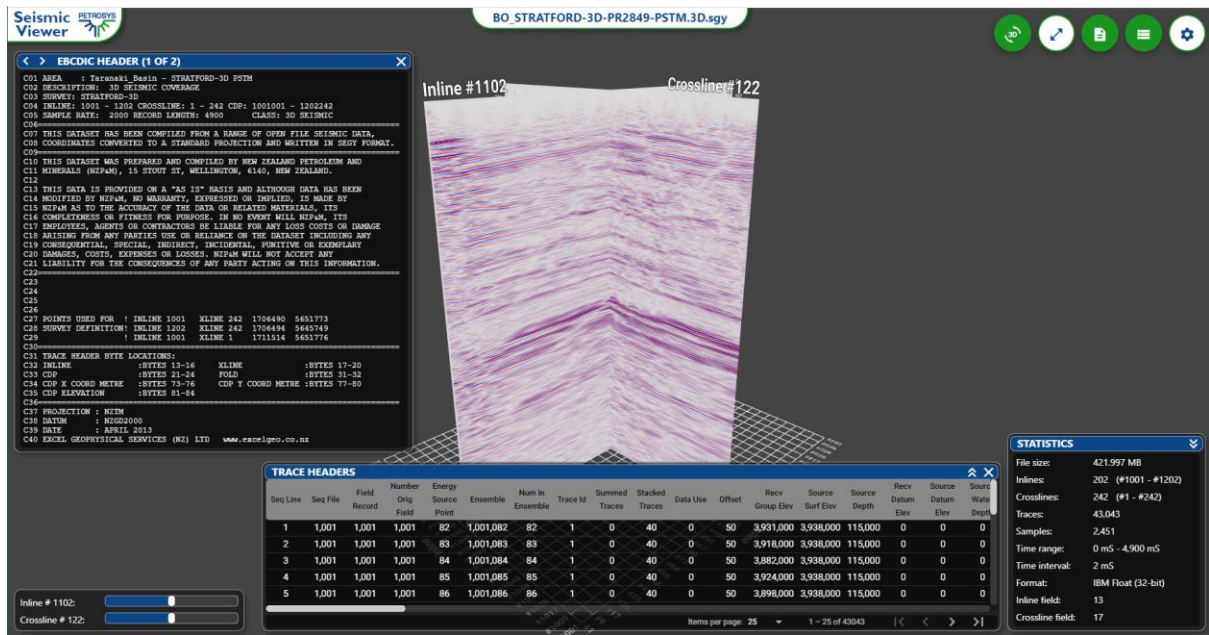 Seismic Viewer
PETROSYS
BO_STRATFORD-3D-PR2849-PSTM.3D.sgy
3D
EBCDIC HEADER (1 OF 2)
C01 AREA : Taranaki_Basin - STRATFORD-3D PSTM
C02 DESCRIPTION: 3D SEISMIC COVERAGE
C03 SURVEY: STRATFORD-3D
C04 INLINE: 1001 - 1202 CROSSLINE: 1 - 242 CDP: 1001001 - 1202242
C05 SAMPLE RATE: 2000 RECORD LENGTH: 4900 CLASS: 3D SEISMIC
C06================================================================
C07 THIS DATASET HAS BEEN COMPILED FROM A RANGE OF OPEN FILE SEISMIC DATA,
C08 COORDINATES CONVERTED TO A STANDARD PROJECTION AND WRITTEN IN SEGY FORMAT.
C09================================================================
C10 THIS DATASET WAS PREPARED AND COMPILED BY NEW ZEALAND PETROLEUM AND
C11 MINERALS (NZP&M), 15 STOUT ST, WELLINGTON, 6140, NEW ZEALAND.
C12
C13 THIS DATA IS PROVIDED ON A "AS IS" BASIS AND ALTHOUGH DATA HAS BEEN
C14 MODIFIED BY NZP&M, NO WARRANTY, EXPRESSED OR IMPLIED, IS MADE BY
C15 NZP&M AS TO THE ACCURACY OF THE DATA OR RELATED MATERIALS, ITS
C16 COMPLETENESS OR FITNESS FOR PURPOSE. IN NO EVENT WILL NZP&M, ITS
C17 EMPLOYEES, AGENTS OR CONTRACTORS BE LIABLE FOR ANY LOSS COSTS OR DAMAGE
C18 ARISING FROM ANY PARTIES USE OR RELIANCE ON THE DATASET INCLUDING ANY
C19 CONSEQUENTIAL, SPECIAL, INDIRECT, INCIDENTAL, PUNITIVE OR EXEMPLARY
C20 DAMAGES, COSTS, EXPENSES OR LOSSES. NZP&M WILL NOT ACCEPT ANY
C21 LIABILITY FOR THE CONSEQUENCES OF ANY PARTY ACTING ON THIS INFORMATION.
C22================================================================
C23
C24
C25
C26
C27 POINTS USED FOR ! INLINE 1001 XLINE 242 1706490 5651773
C28 SURVEY DEFINITION! INLINE 1202 XLINE 242 1706494 5645749
C29 ! INLINE 1001 XLINE 1 1711514 5651776
C30================================================================
C31 TRACE HEADER BYTE LOCATIONS:
C32 INLINE :BYTES 13-16 XLINE :BYTES 17-20
C33 CDP :BYTES 21-24 FOLD :BYTES 31-32
C34 CDP X COORD METRE :BYTES 73-76 CDP Y COORD METRE :BYTES 77-80
C35 CDP ELEVATION :BYTES 81-84
C36================================================================
C37 PROJECTION : NZTM
C38 DATUM : NZGD2000
C39 DATE : APRIL 2013
C40 EXCEL GEOPHYSICAL SERVICES (NZ) LTD www.excelgeo.co.nz
Inline #1102
Crossline #122
TRACE HEADERS
Seq Line Seq File Field Record Number Orig Field Energy Source Point Ensemble Num In Ensemble Trace Id Summed Traces Stacked Traces Data Use Offset Recv Group Elev Source Surf Elev Source Depth Recv Datum Elev Source Datum Elev Source Water Depth
1 1,001 1,001 1,001 82 1,001,082 82 1 0 40 0 50 3,931,000 3,938,000 115,000 0 0 0
2 1,001 1,001 1,001 83 1,001,083 83 1 0 40 0 50 3,918,000 3,938,000 115,000 0 0 0
3 1,001 1,001 1,001 84 1,001,084 84 1 0 40 0 50 3,882,000 3,938,000 115,000 0 0 0
4 1,001 1,001 1,001 85 1,001,085 85 1 0 40 0 50 3,924,000 3,938,000 115,000 0 0 0
5 1,001 1,001 1,001 86 1,001,086 86 1 0 40 0 50 3,898,000 3,938,000 115,000 0 0 0
Items per page: 25 1 – 25 of 43043
Inline # 1102:
Crossline # 122:
STATISTICS
File size: 421.997 MB
Inlines: 202 (#1001 - #1202)
Crosslines: 242 (#1 - #242)
Traces: 43,043
Samples: 2,451
Time range: 0 mS - 4,900 mS
Time interval: 2 mS
Format: IBM Float (32-bit)
Inline field: 13
Crossline field: 17